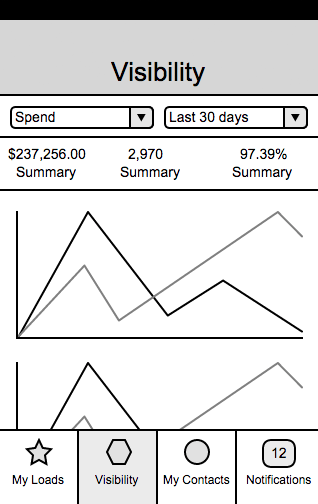 Visibility
Spend
Last 30 days
$237,256.00 2,970 97.39%
Summary Summary Summary
12
My Loads Visibility My Contacts Notifications